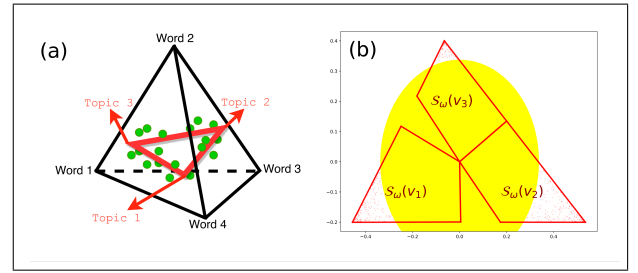 (a)
Word 2
Topic 3
Topic 2
Word 1
Word 3
Word 4
Topic 1
(b)
0.4
0.3
0.2
0.1
0.0
−0.1
−0.2
−0.4
−0.2
0.0
0.2
0.4
𝒮ω(v3)
𝒮ω(v1)
𝒮ω(v2)